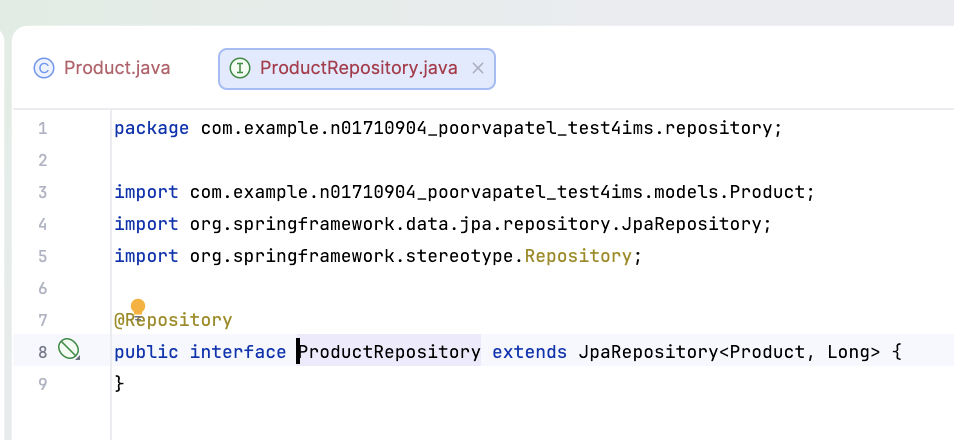 Product.java
ProductRepository.java
1 package com.example.n01710904_poorvapatel_test4ims.repository;
2
3 import com.example.n01710904_poorvapatel_test4ims.models.Product;
4 import org.springframework.data.jpa.repository.JpaRepository;
5 import org.springframework.stereotype.Repository;
6
7 @Repository
8 public interface ProductRepository extends JpaRepository<Product, Long> {
9 }